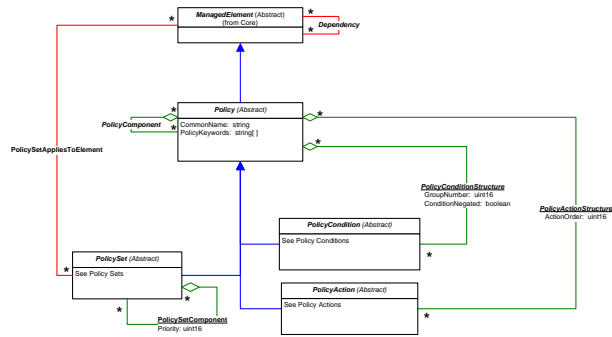 ManagedElement (Abstract)
(from Core)
*
*
*
Dependency
Policy (Abstract)
CommonName: string
PolicyKeywords: string[ ]
*
*
*
*
PolicyComponent
PolicySetAppliesToElement
PolicyConditionStructure
GroupNumber: uint16
ConditionNegated: boolean
PolicyActionStructure
ActionOrder: uint16
PolicyCondition (Abstract)
See Policy Conditions
*
PolicySet (Abstract)
See Policy Sets
*
*
*
PolicySetComponent
Priority: uint16
PolicyAction (Abstract)
See Policy Actions
*